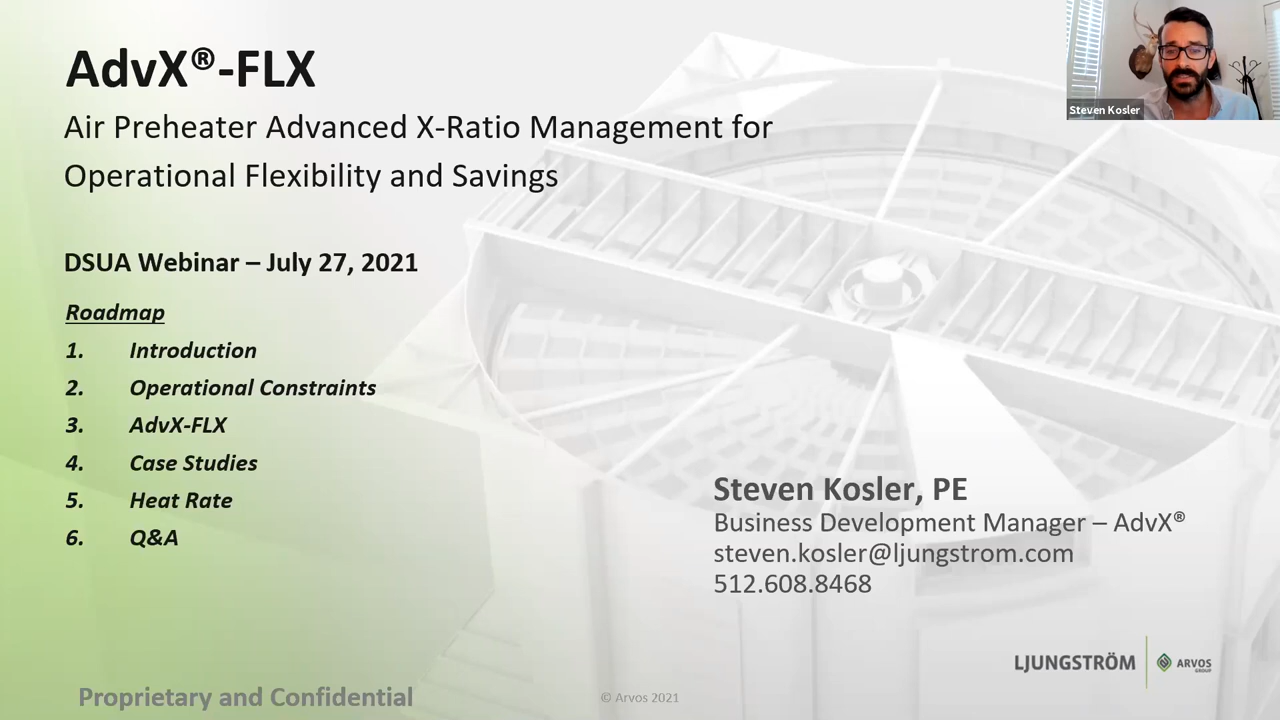 AdvX®-FLX
Air Preheater Advanced X-Ratio Management for
Operational Flexibility and Savings
Steven Kosler
DSUA Webinar – July 27, 2021
Roadmap
1. Introduction
2. Operational Constraints
3. AdvX-FLX
4. Case Studies
5. Heat Rate
6. Q&A
Steven Kosler, PE
Business Development Manager – AdvX®
steven.kosler@ljungstrom.com
512.608.8468
LJUNGSTRÖM
ARVOS
GROUP
Proprietary and Confidential
© Arvos 2021